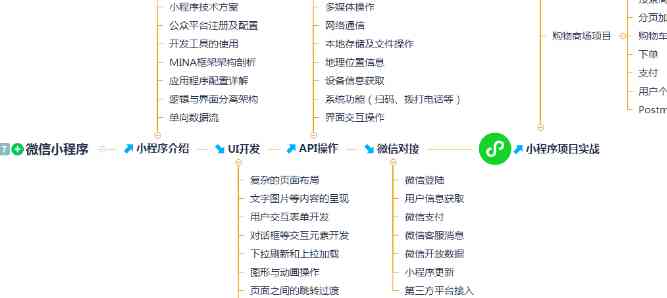 小程序技术方案
公众平台注册及配置
开发工具的使用
MINA框架架构剖析
应用程序配置详解
逻辑与界面分离架构
单向数据流
多媒体操作
网络通信
本地存储及文件操作
地理位置信息
设备信息获取
系统功能（扫码、拨打电话等）
界面交互操作
购物商场项目
分页加
购物车
下单
支付
用户个
Postm
7
微信小程序
小程序介绍
UI开发
API操作
微信对接
小程序项目实战
复杂的页面布局
文字图片等内容的呈现
用户交互表单开发
对话框等交互元素开发
下拉刷新和上拉加载
图形与动画操作
页面之间的跳转过渡
微信登陆
用户信息获取
微信支付
微信客服消息
微信开放数据
小程序更新
第三方平台接入